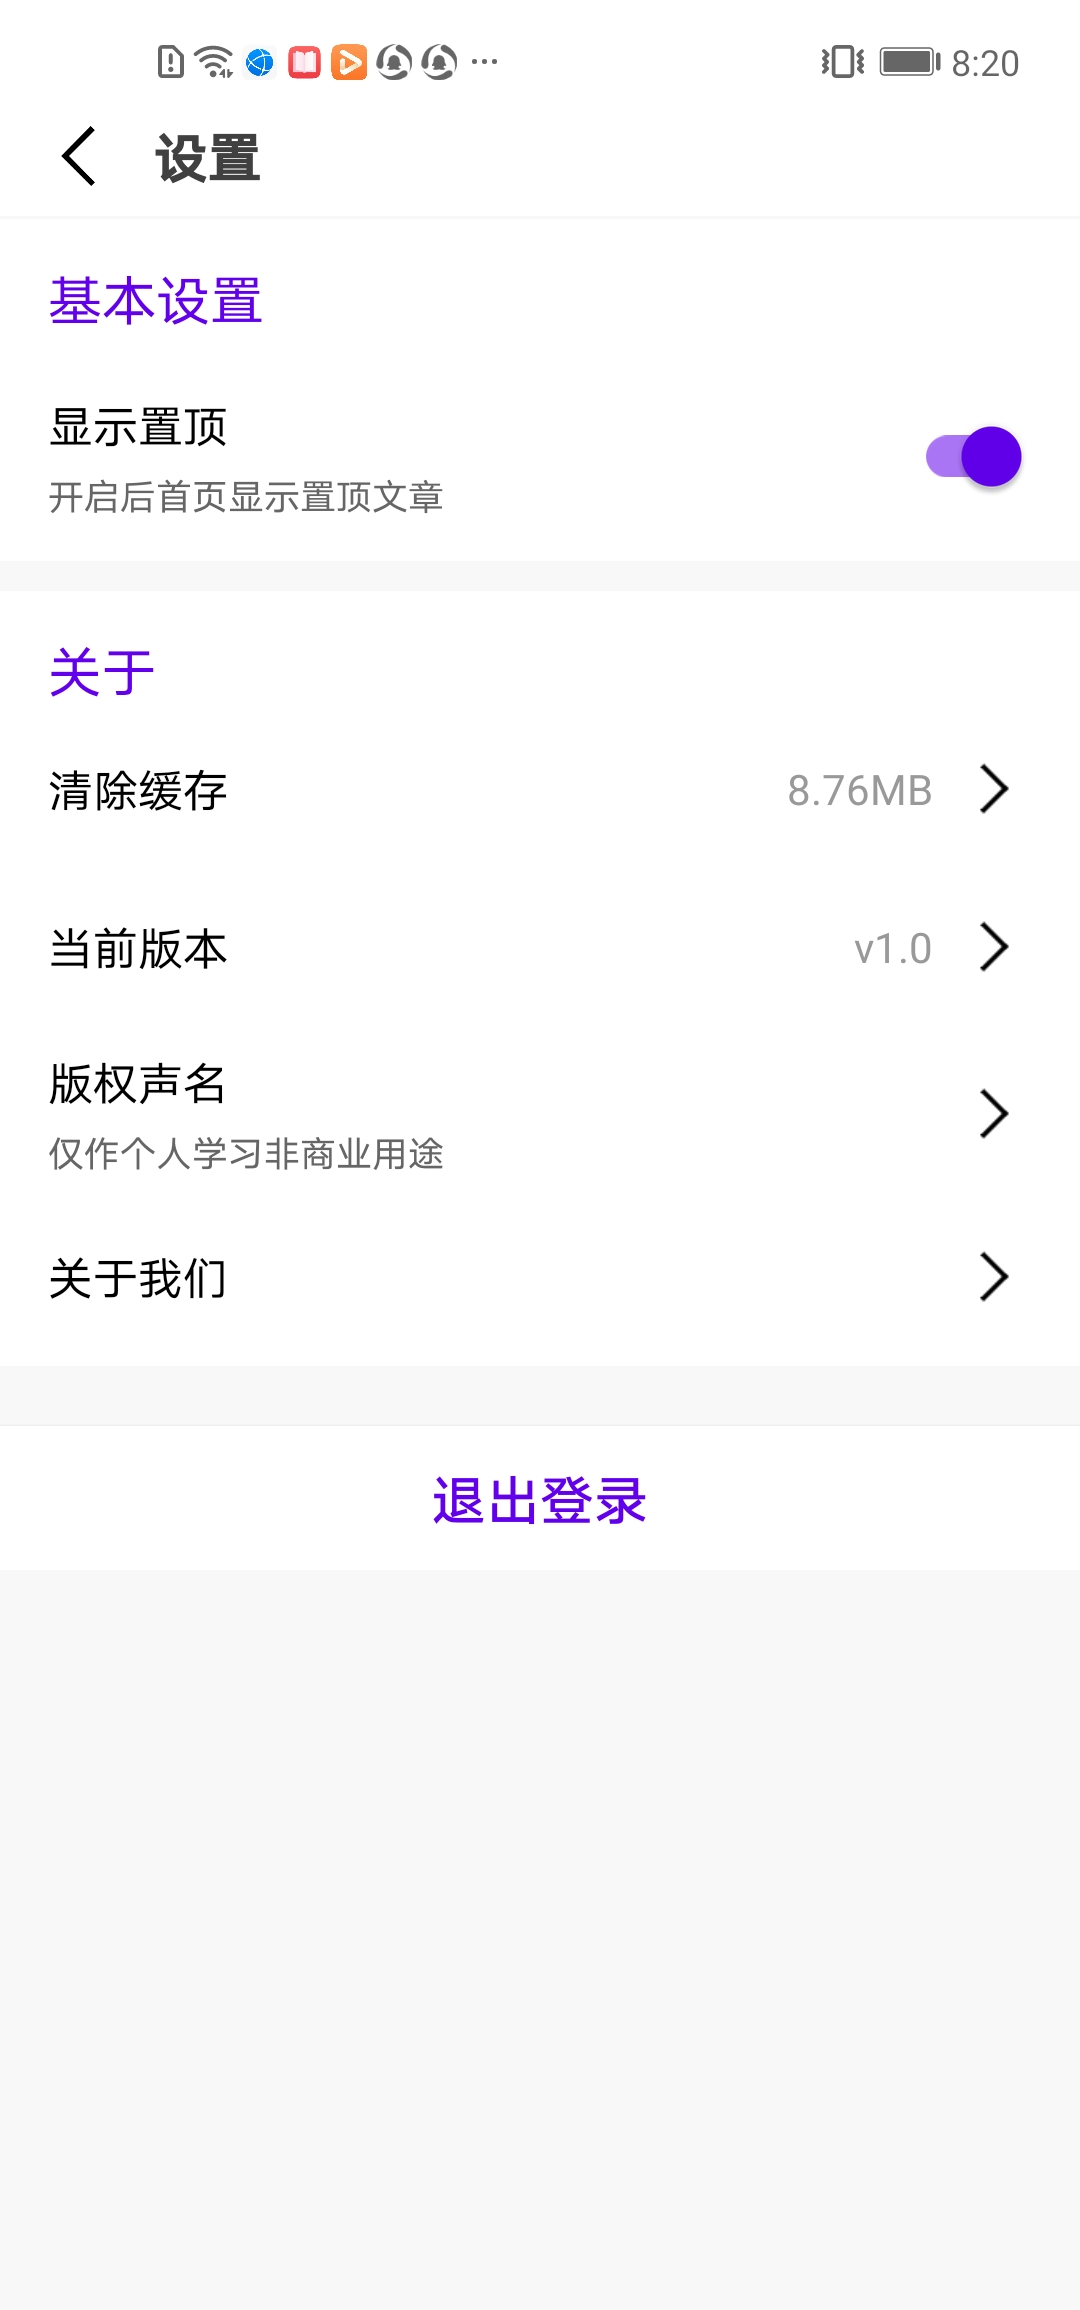 8:20
设置
基本设置
显示置顶
开启后首页显示置顶文章
关于
清除缓存 8.76MB
当前版本 v1.0
版权声名
仅作个人学习非商业用途
关于我们
退出登录